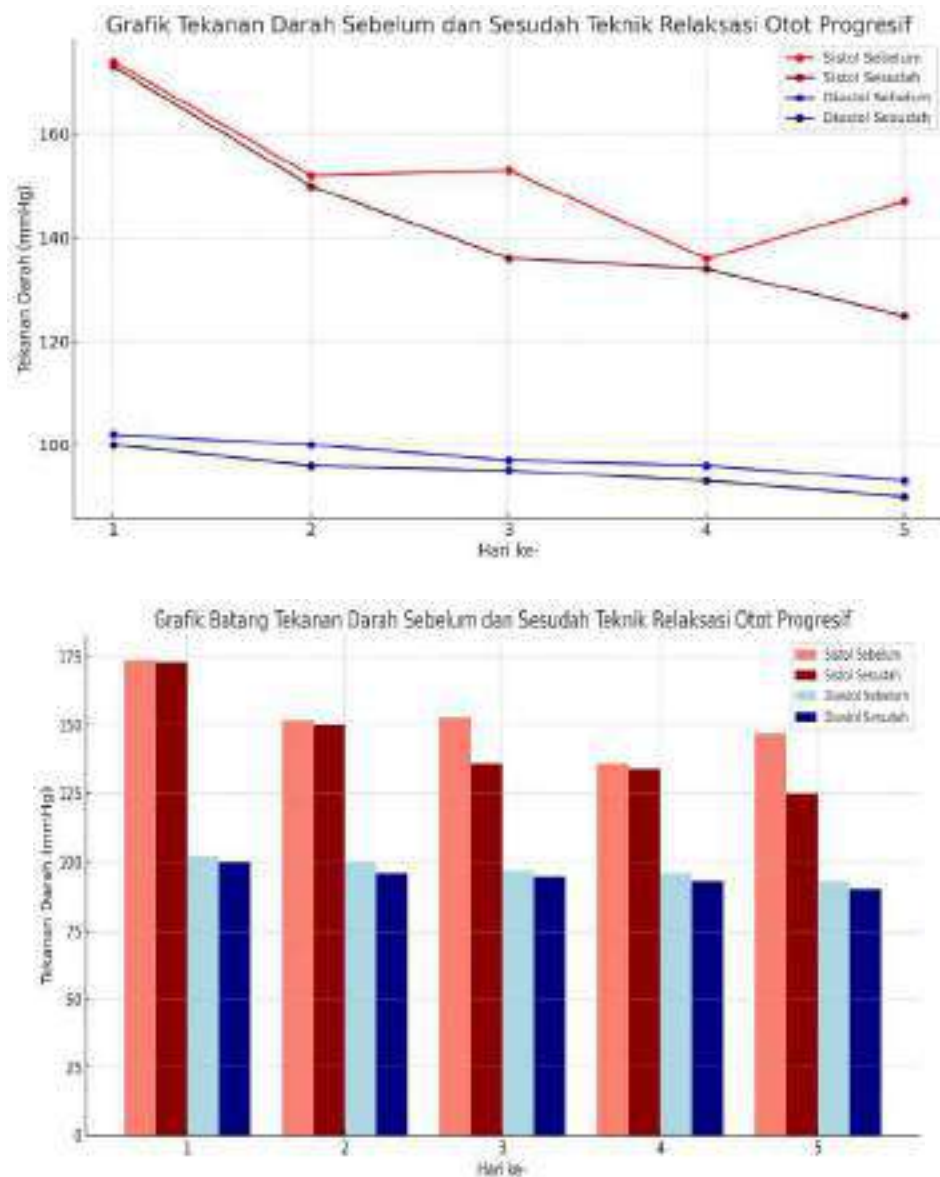 Grafik Tekanan Darah Sebelum dan Sesudah Teknik Relaksasi Otot Progresif
Sistol Sebelum
Sistol Sesudah
Diastol Sebelum
Diastol Sesudah
Tekanan Darah (mmHg)
160
140
120
100
1 2 3 4 5
Hari ke-
Grafik Batang Tekanan Darah Sebelum dan Sesudah Teknik Relaksasi Otot Progresif
Sistol Sebelum
Sistol Sesudah
Diastol Sebelum
Diastol Sesudah
Tekanan Darah (mmHg)
175
150
125
75
50
25
0
1 2 3 4 5
Hari ke-